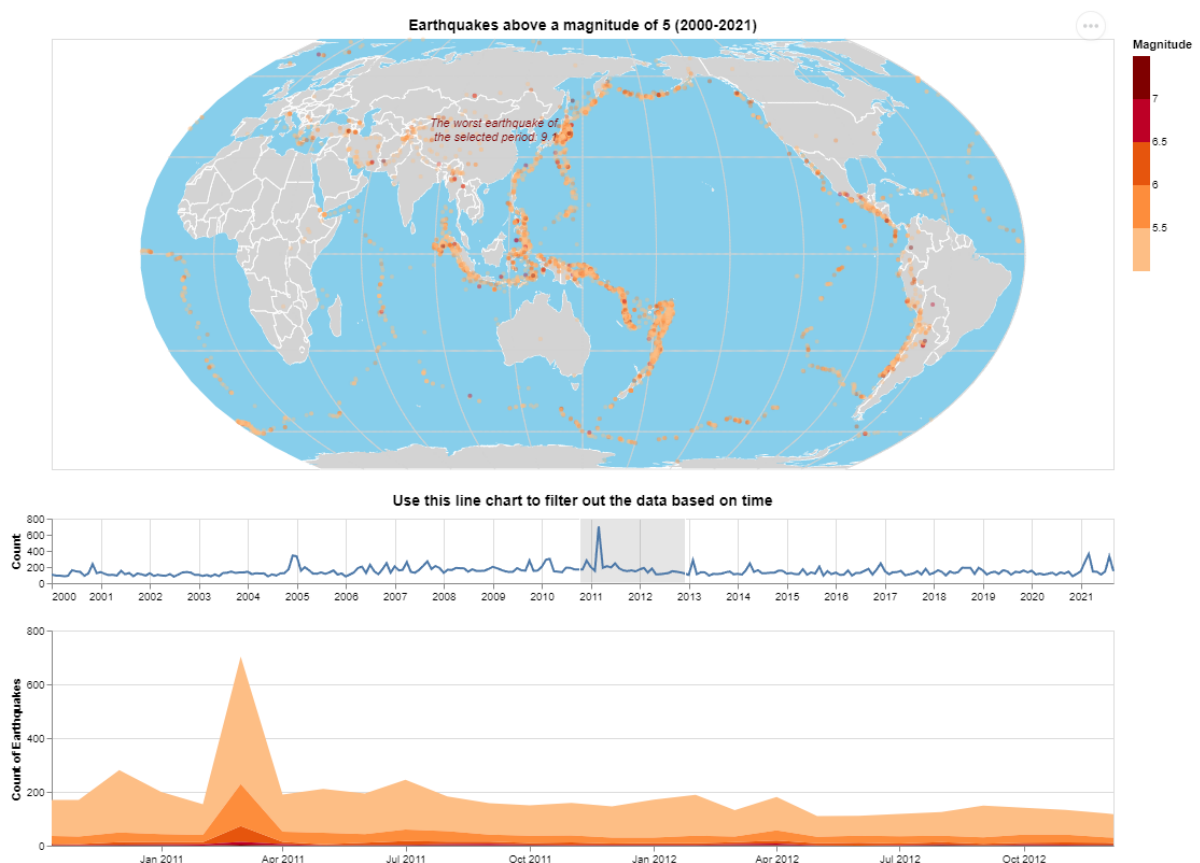 Earthquakes above a magnitude of 5 (2000-2021)
Magnitude
7
6.5
6
5.5
The worst earthquake of
the selected period: 9.1
Use this line chart to filter out the data based on time
Count
800
600
400
200
0
2000 2001 2002 2003 2004 2005 2006 2007 2008 2009 2010 2011 2012 2013 2014 2015 2016 2017 2018 2019 2020 2021
Count of Earthquakes
800
600
400
200
0
Jan 2011 Apr 2011 Jul 2011 Oct 2011 Jan 2012 Apr 2012 Jul 2012 Oct 2012